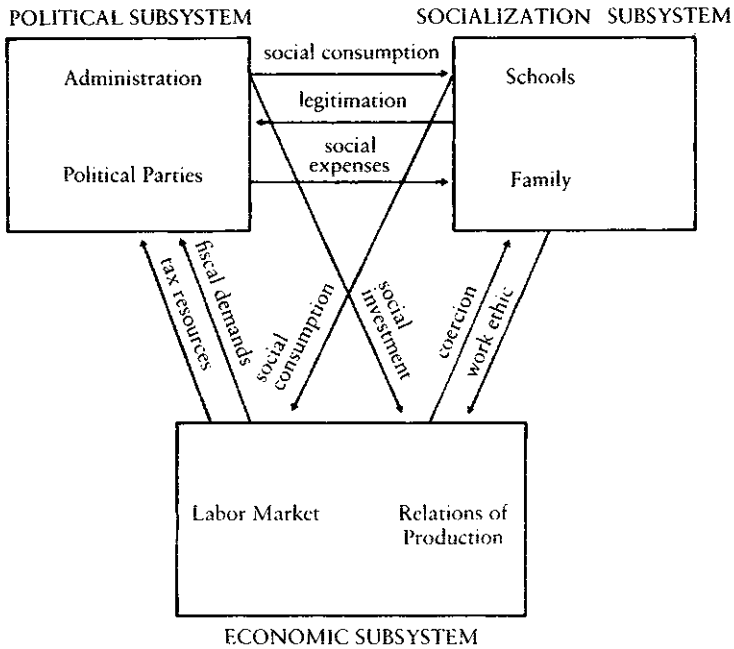 POLITICAL SUBSYSTEM
SOCIALIZATION SUBSYSTEM
Administration
Political Parties
social consumption
legitimation
social
expenses
Schools
Family
tax resources
fiscal demands
social
consumption
social
investment
coercion
work ethic
Labor Market
Relations of
Production
ECONOMIC SUBSYSTEM